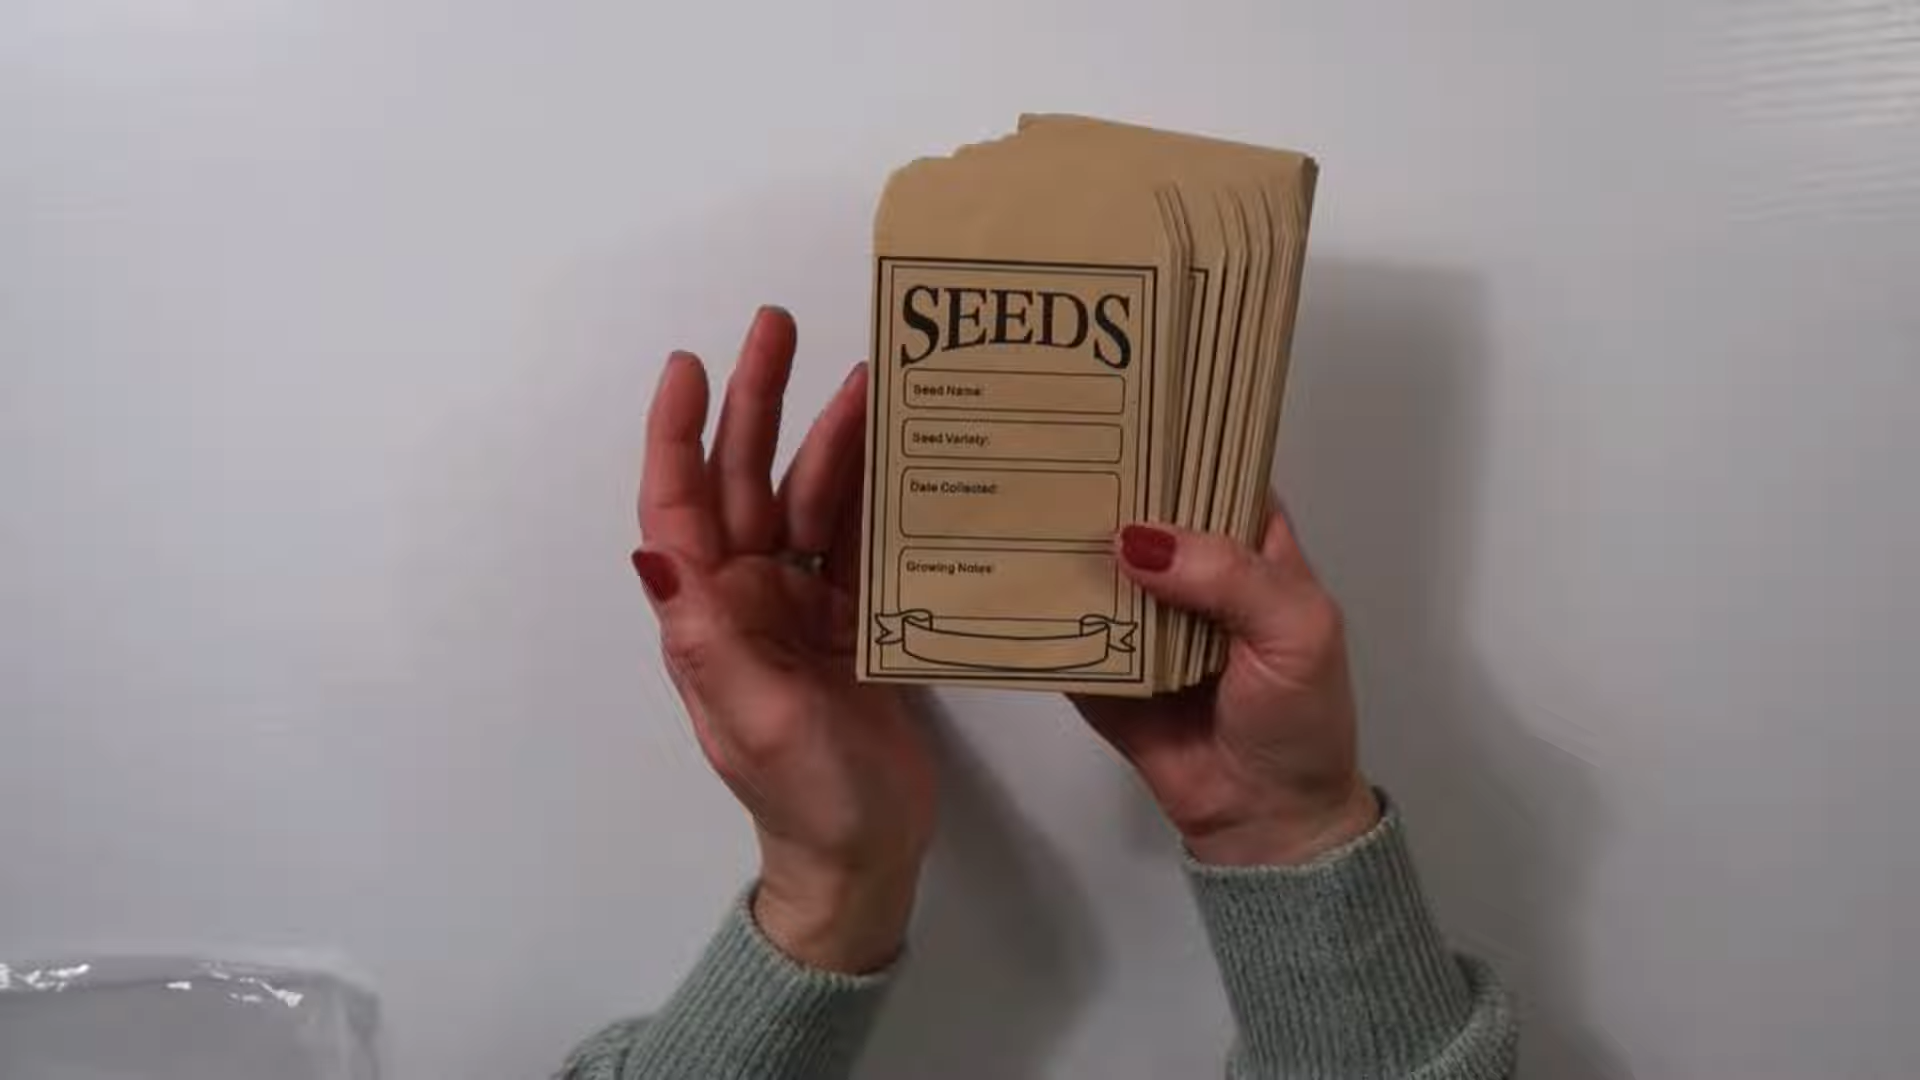 SEEDS
Seed Name:
Seed Variety:
Date Collected:
Growing Notes: